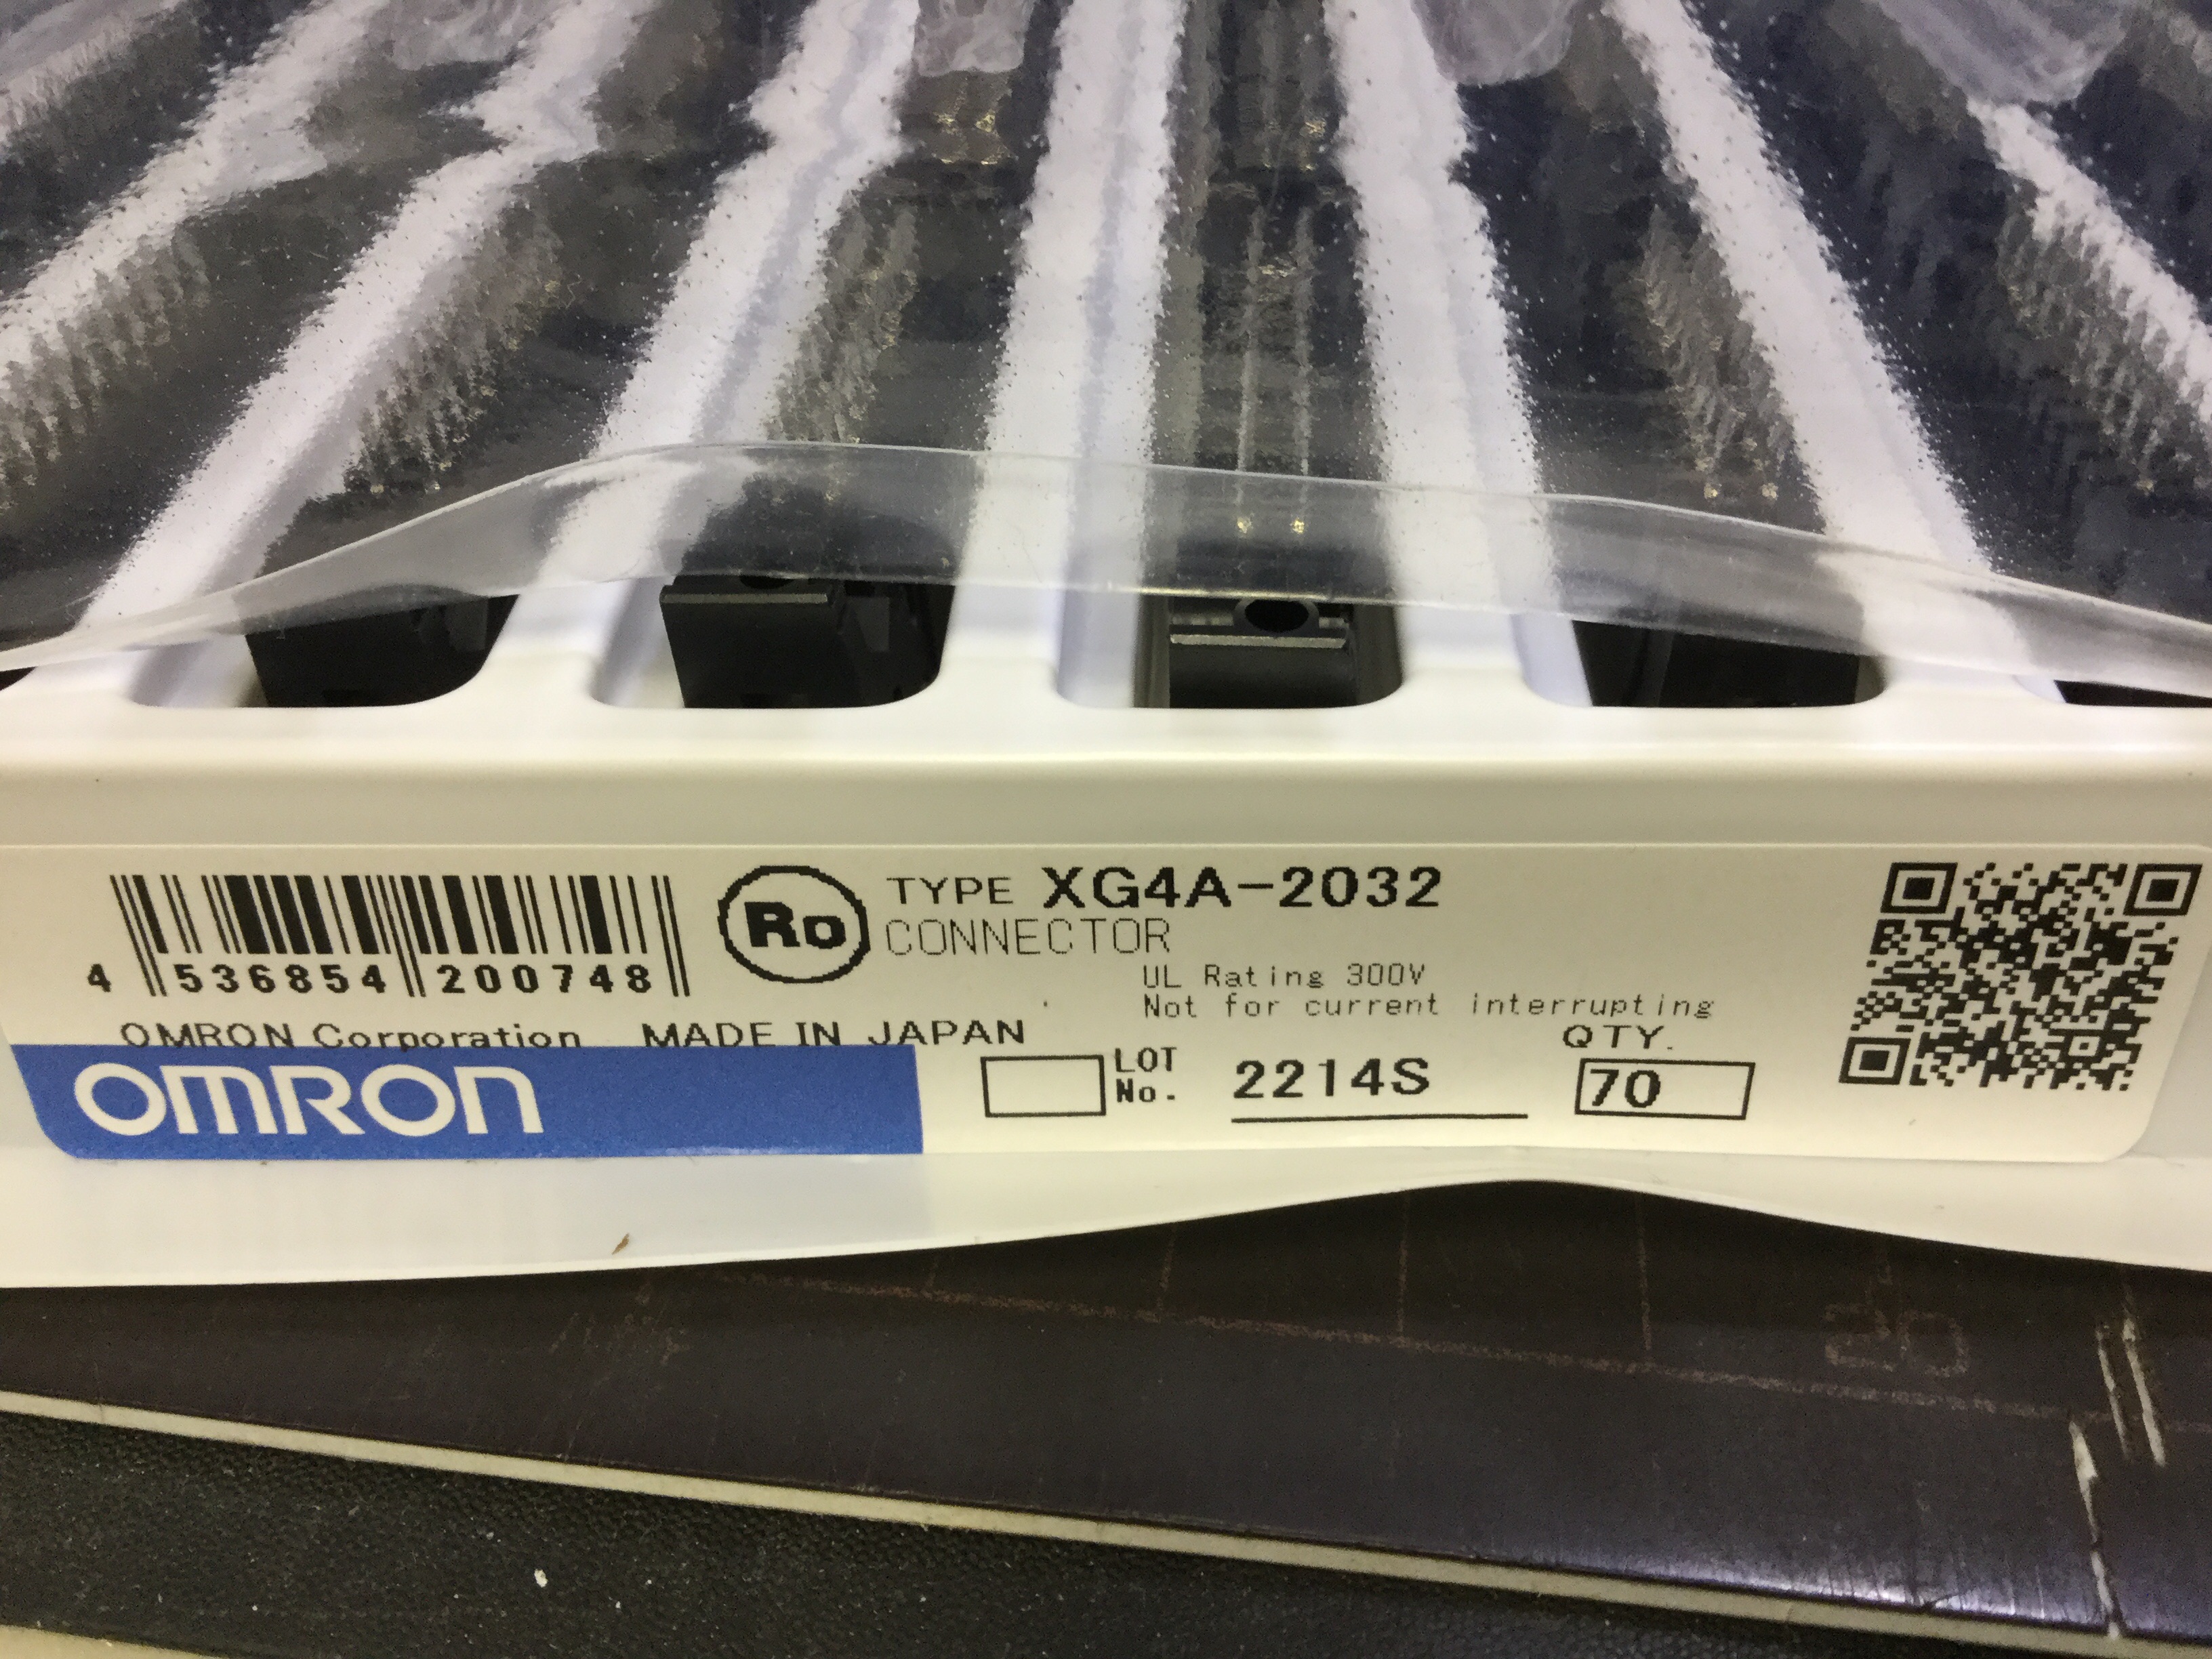 TYPE XG4A-2032
Ro
CONNECTOR
UL Rating 300V
Not for current interrupting
4 536854 200748
OMRON Corporation MADE IN JAPAN
OMRON
LOT No. 2214S
QTY.
70